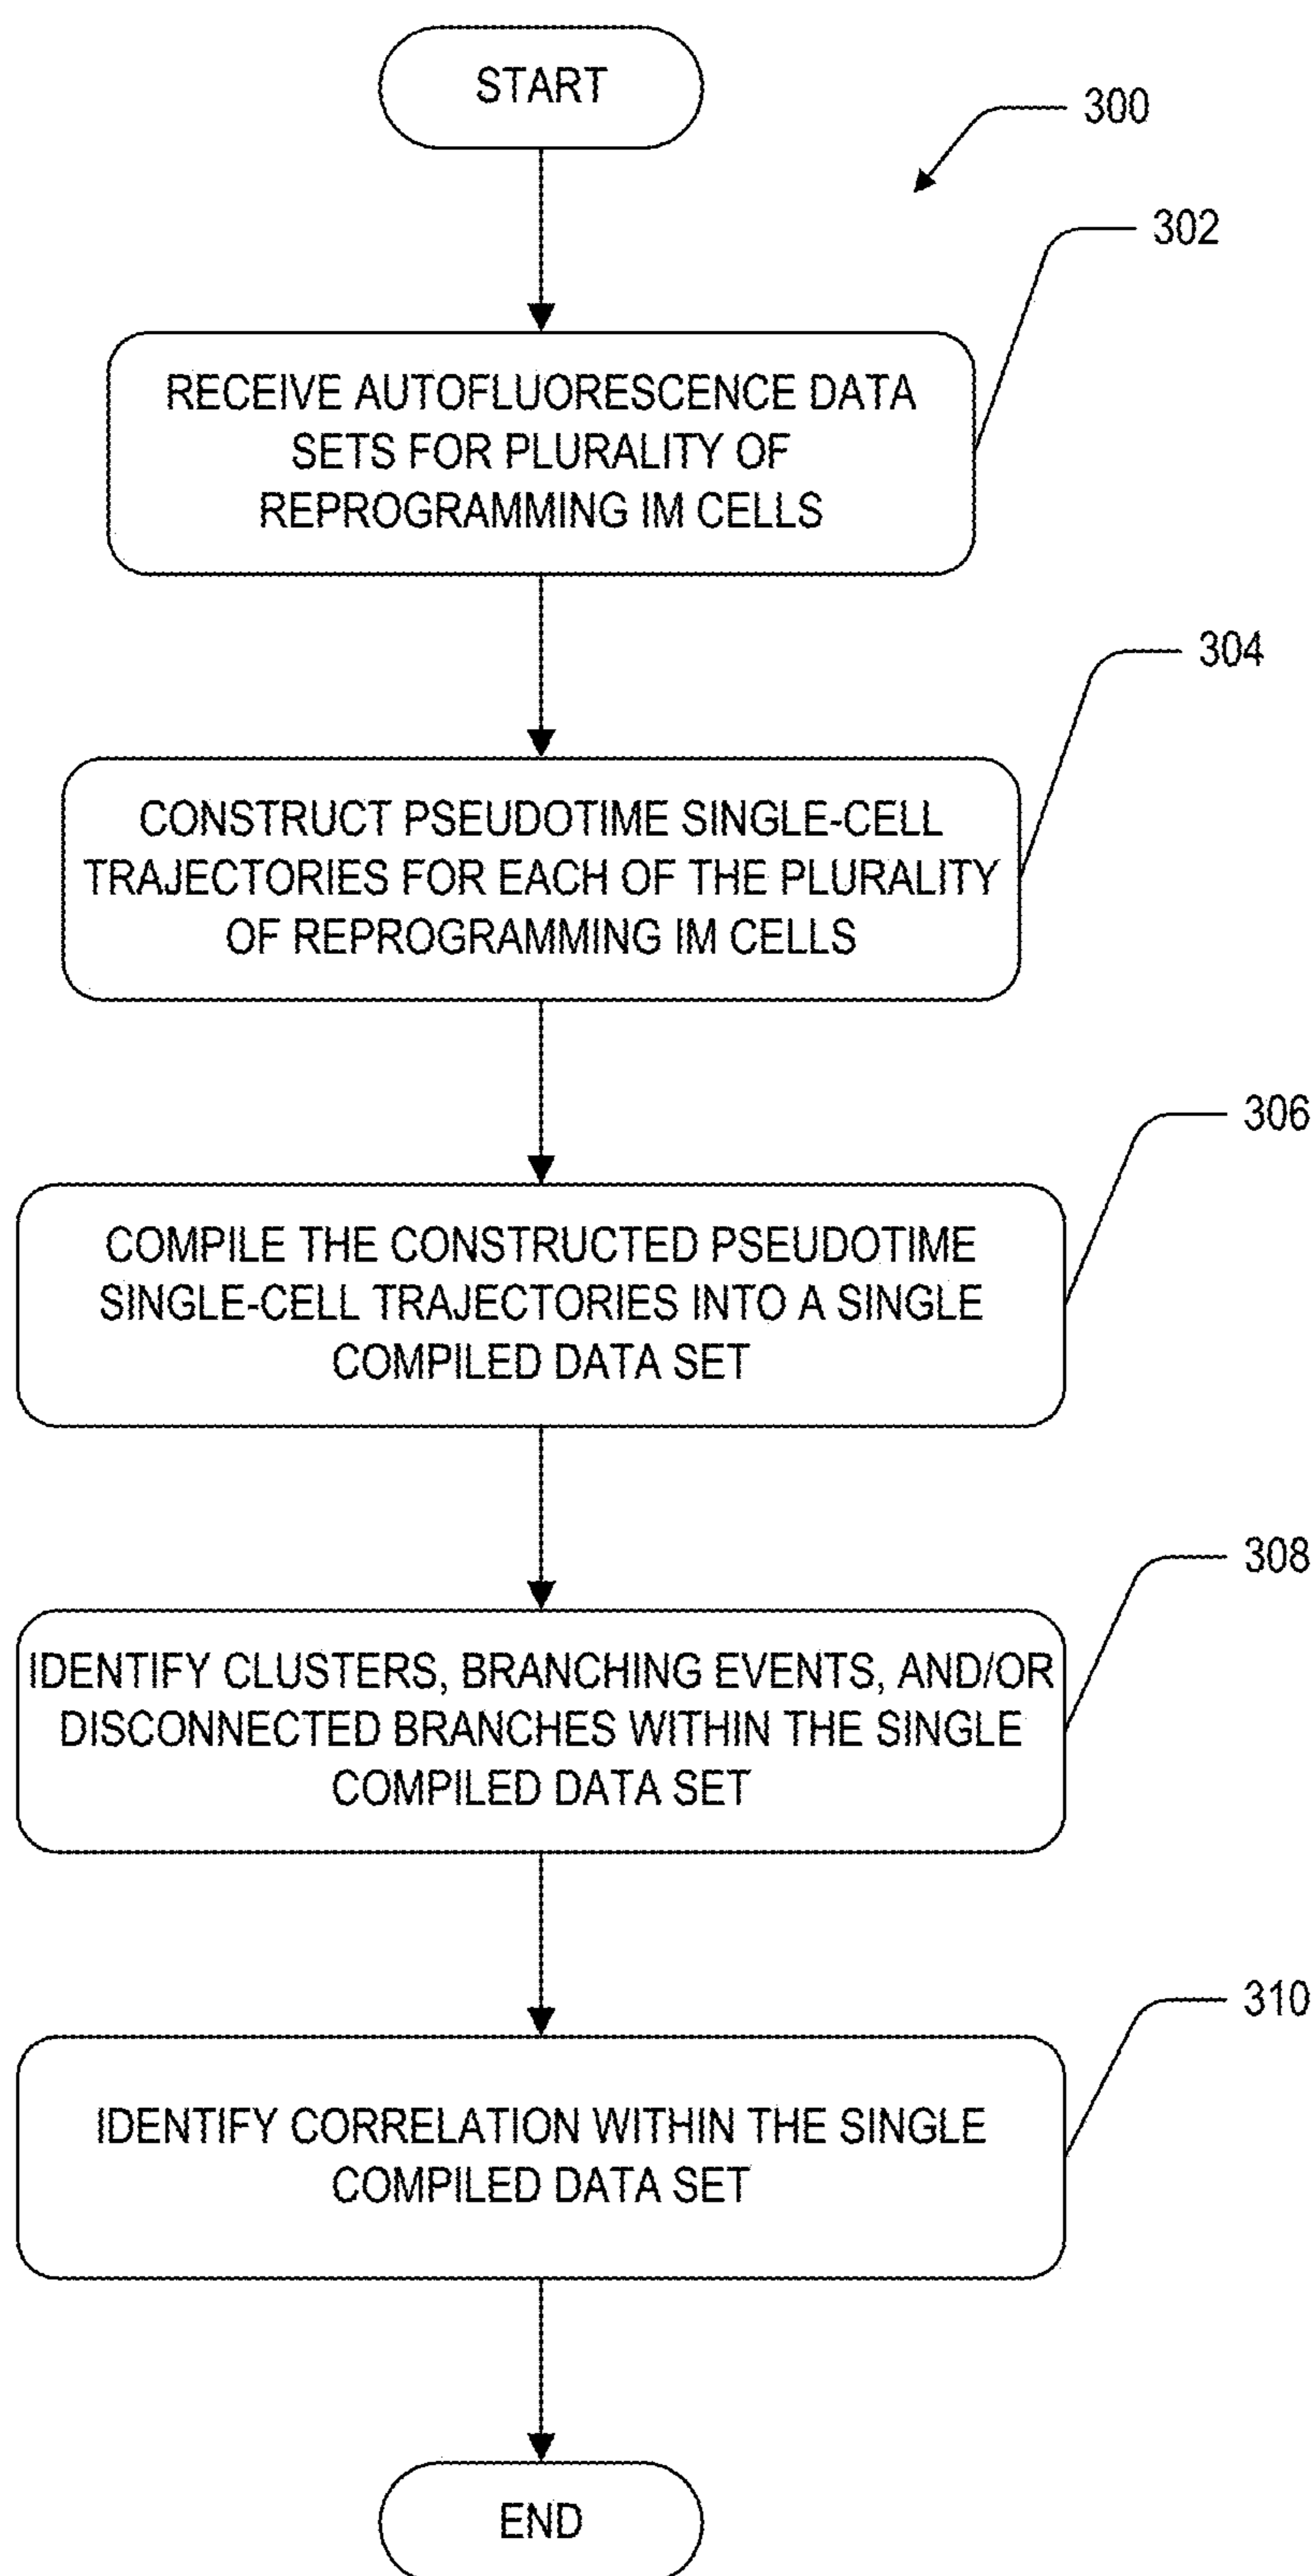 START
300
302
RECEIVE AUTOFLUORESCENCE DATA
SETS FOR PLURALITY OF
REPROGRAMMING IM CELLS
304
CONSTRUCT PSEUDOTIME SINGLE-CELL
TRAJECTORIES FOR EACH OF THE PLURALITY
OF REPROGRAMMING IM CELLS
306
COMPILE THE CONSTRUCTED PSEUDOTIME
SINGLE-CELL TRAJECTORIES INTO A SINGLE
COMPILED DATA SET
308
IDENTIFY CLUSTERS, BRANCHING EVENTS, AND/OR
DISCONNECTED BRANCHES WITHIN THE SINGLE
COMPILED DATA SET
310
IDENTIFY CORRELATION WITHIN THE SINGLE
COMPILED DATA SET
END